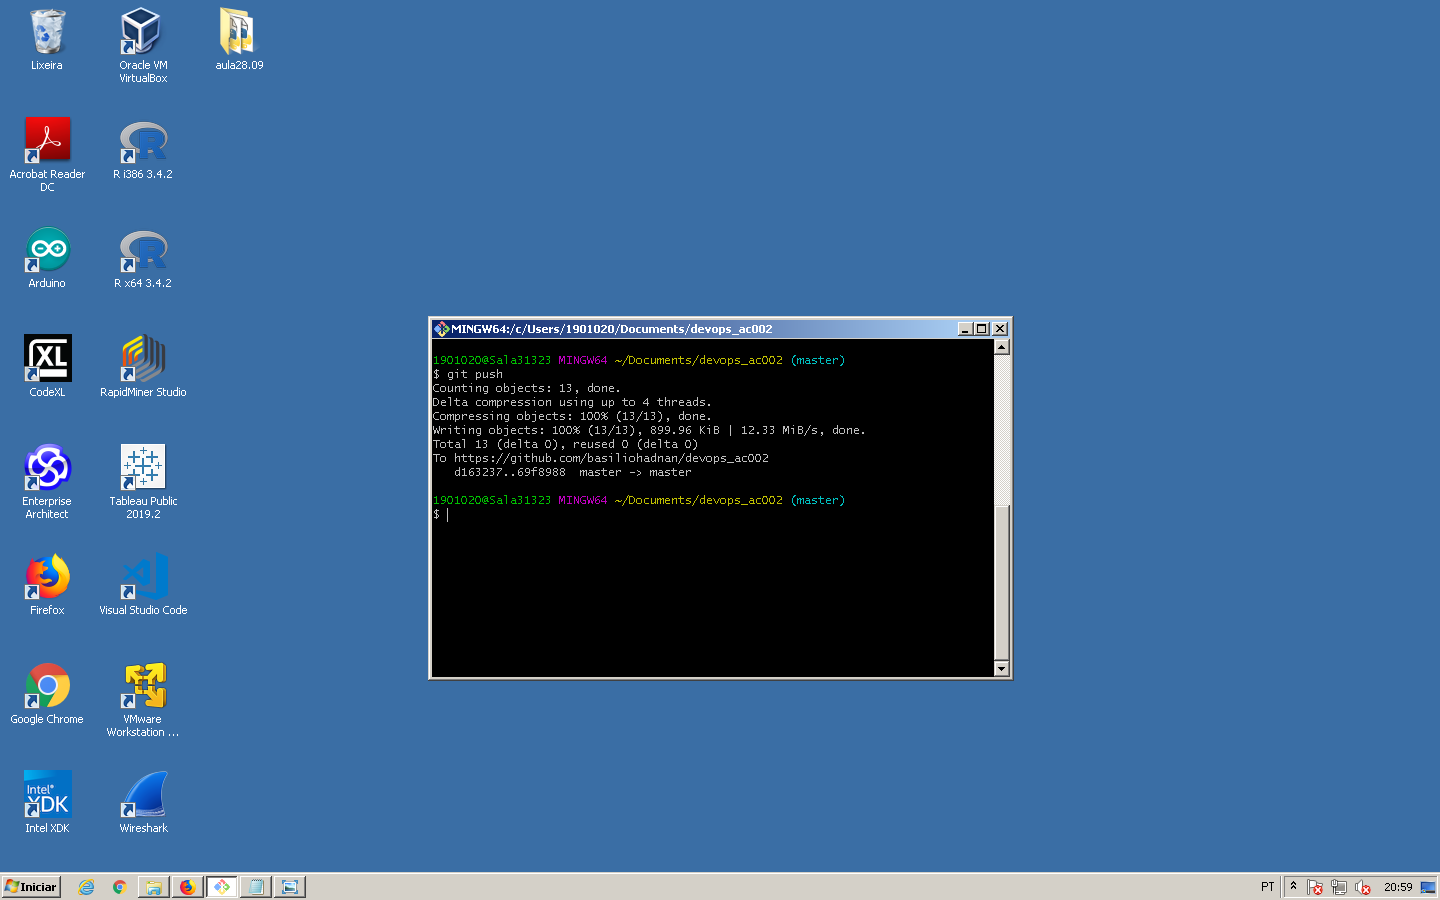 Lixeira
Oracle VM
VirtualBox
aula28.09
Acrobat Reader
DC
R i386 3.4.2
Arduino
R x64 3.4.2
XL
CodeXL
RapidMiner Studio
Enterprise
Architect
Tableau Public
2019.2
Firefox
Visual Studio Code
Google Chrome
VMware
Workstation ...
Intel®
XDK
Intel XDK
Wireshark
MINGW64:/c/Users/1901020/Documents/devops_ac002
1901020@Sala31323 MINGW64 ~/Documents/devops_ac002 (master)
$ git push
Counting objects: 13, done.
Delta compression using up to 4 threads.
Compressing objects: 100% (13/13), done.
Writing objects: 100% (13/13), 899.96 KiB | 12.33 MiB/s, done.
Total 13 (delta 0), reused 0 (delta 0)
To https://github.com/basiliohadnan/devops_ac002
   d163237..69f8988  master -> master
1901020@Sala31323 MINGW64 ~/Documents/devops_ac002 (master)
$
Iniciar
PT
20:59